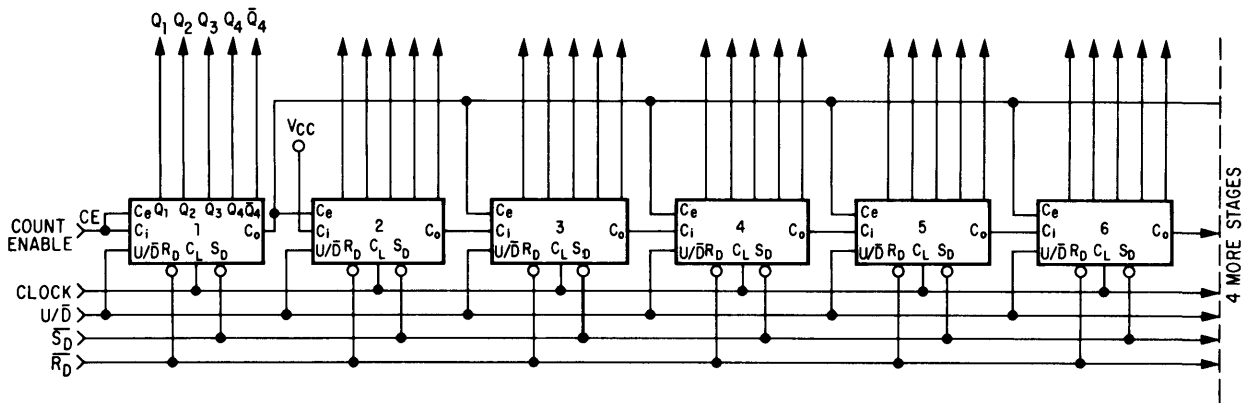 Q1 Q2 Q3 Q4 Q̄4
VCC
CE
COUNT ENABLE
Ce Q1 Q2 Q3 Q4 Q̄4
Ci 1 Co
U/D̄ RD CL SD
Ce 2
Ci Co
U/D̄ RD CL SD
Ce 3
Ci Co
U/D̄ RD CL SD
Ce 4
Ci Co
U/D̄ RD CL SD
Ce 5
Ci Co
U/D̄ RD CL SD
Ce 6
Ci Co
U/D̄ RD CL SD
CLOCK
U/D̄
S̄D
R̄D
4 MORE STAGES